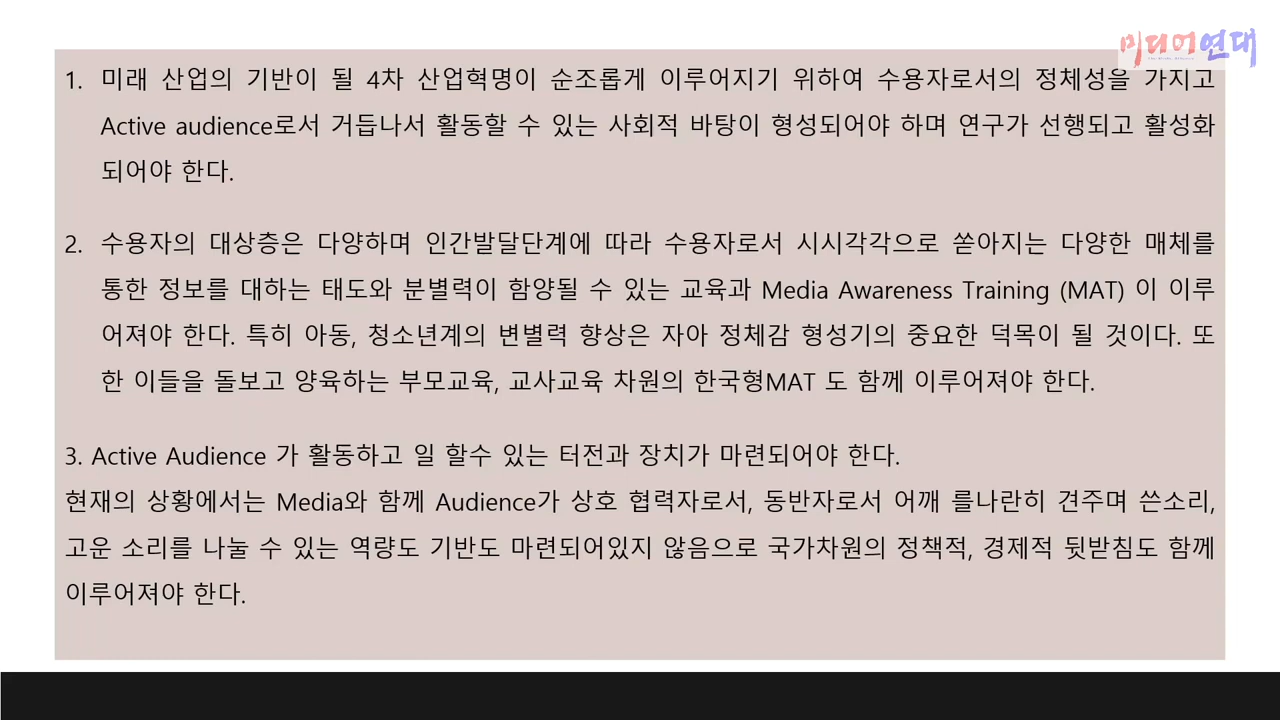 미디어연대
The Media Alliance
1. 미래 산업의 기반이 될 4차 산업혁명이 순조롭게 이루어지기 위하여 수용자로서의 정체성을 가지고
Active audience로서 거듭나서 활동할 수 있는 사회적 바탕이 형성되어야 하며 연구가 선행되고 활성화
되어야 한다.
2. 수용자의 대상층은 다양하며 인간발달단계에 따라 수용자로서 시시각각으로 쏟아지는 다양한 매체를
통한 정보를 대하는 태도와 분별력이 함양될 수 있는 교육과 Media Awareness Training (MAT) 이 이루
어져야 한다. 특히 아동, 청소년계의 변별력 향상은 자아 정체감 형성기의 중요한 덕목이 될 것이다. 또
한 이들을 돌보고 양육하는 부모교육, 교사교육 차원의 한국형MAT 도 함께 이루어져야 한다.
3. Active Audience 가 활동하고 일 할수 있는 터전과 장치가 마련되어야 한다.
현재의 상황에서는 Media와 함께 Audience가 상호 협력자로서, 동반자로서 어깨 를나란히 견주며 쓴소리,
고운 소리를 나눌 수 있는 역량도 기반도 마련되어있지 않음으로 국가차원의 정책적, 경제적 뒷받침도 함께
이루어져야 한다.